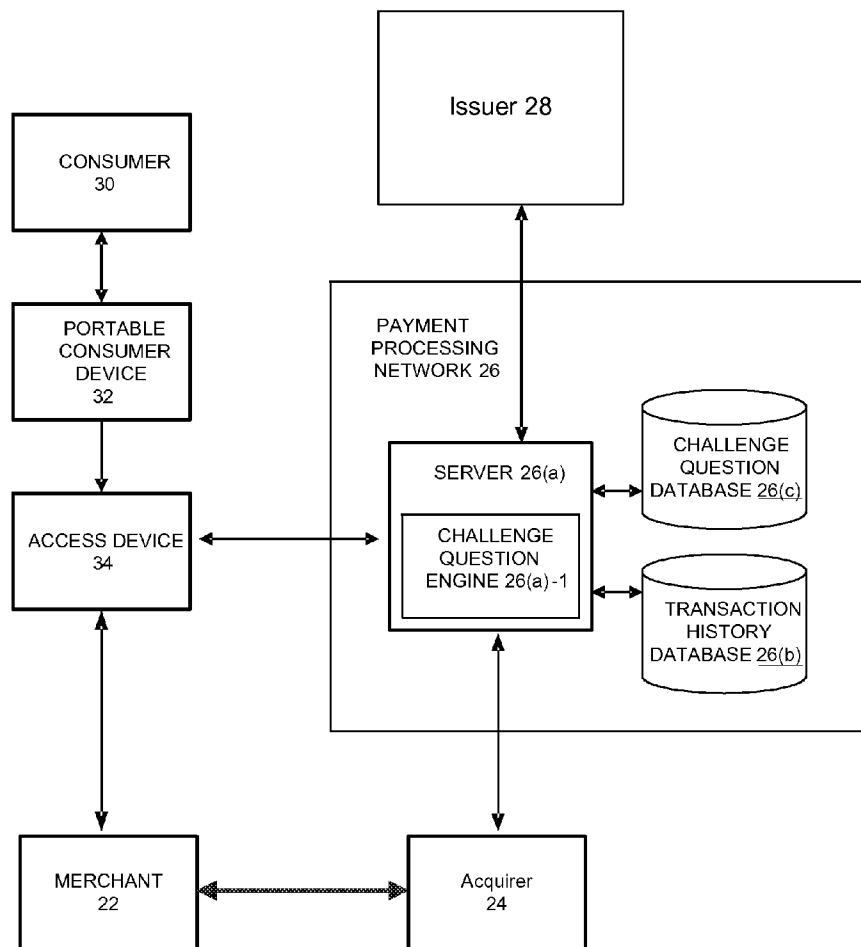 Issuer 28
CONSUMER
30
PORTABLE
CONSUMER
DEVICE
32
PAYMENT
PROCESSING
NETWORK 26
SERVER 26(a)
CHALLENGE
QUESTION
ENGINE 26(a)-1
CHALLENGE
QUESTION
DATABASE 26(c)
ACCESS DEVICE
34
TRANSACTION
HISTORY
DATABASE 26(b)
MERCHANT
22
Acquirer
24